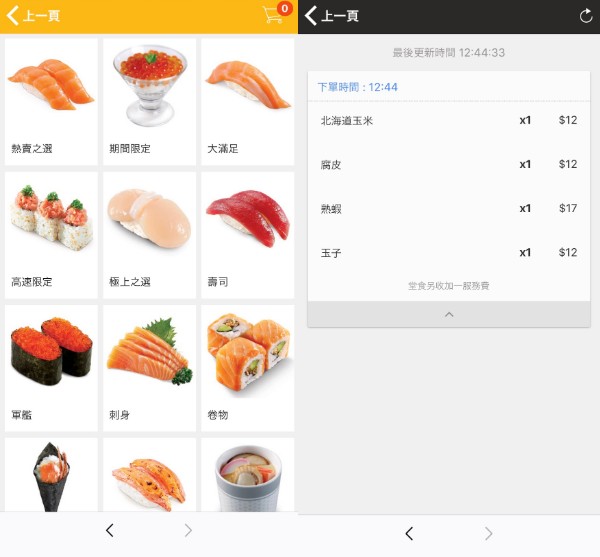 上一頁
0
熱賣之選
期間限定
大滿足
高速限定
極上之選
壽司
軍艦
刺身
卷物
上一頁
最後更新時間 12:44:33
下單時間 : 12:44
北海道玉米 x1 $12
腐皮 x1 $12
熟蝦 x1 $17
玉子 x1 $12
堂食另收加一服務費